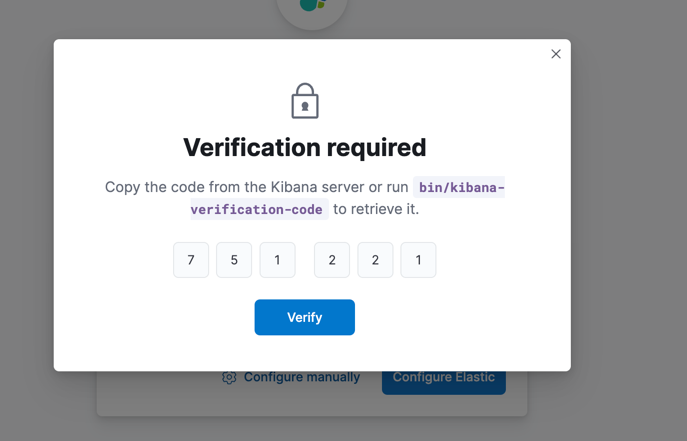 Verification required
Copy the code from the Kibana server or run bin/kibana-
verification-code to retrieve it.
7 5 1 2 2 1
Verify
Configure manually Configure Elastic